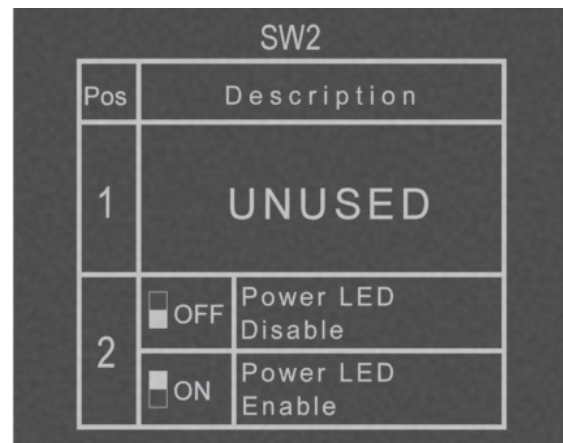 SW2
Pos Description
1 UNUSED
2 OFF Power LED
Disable
ON Power LED
Enable